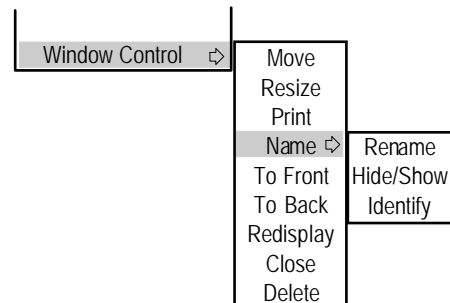 Window Control ⇨
Move
Resize
Print
Name ⇨
To Front
To Back
Redisplay
Close
Delete
Rename
Hide/Show
Identify